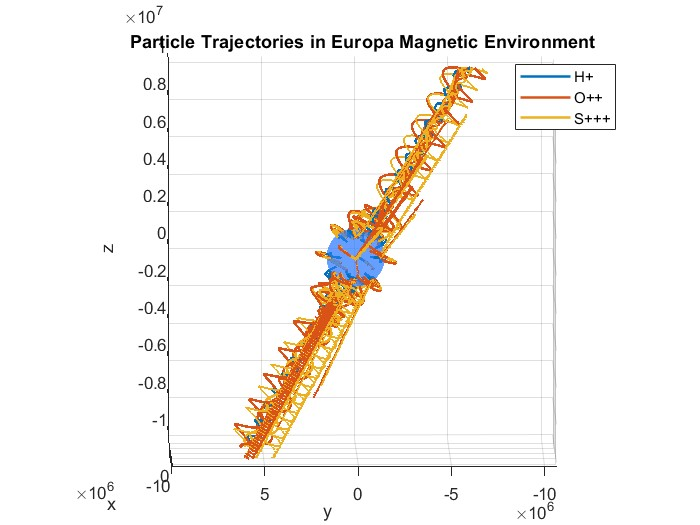 ×10⁷
Particle Trajectories in Europa Magnetic Environment
H+
O++
S+++
1
0.8
0.6
0.4
0.2
0
-0.2
-0.4
-0.6
-0.8
-1
z
0
-10
×10⁶
x
5
0
-5
-10
y
×10⁶